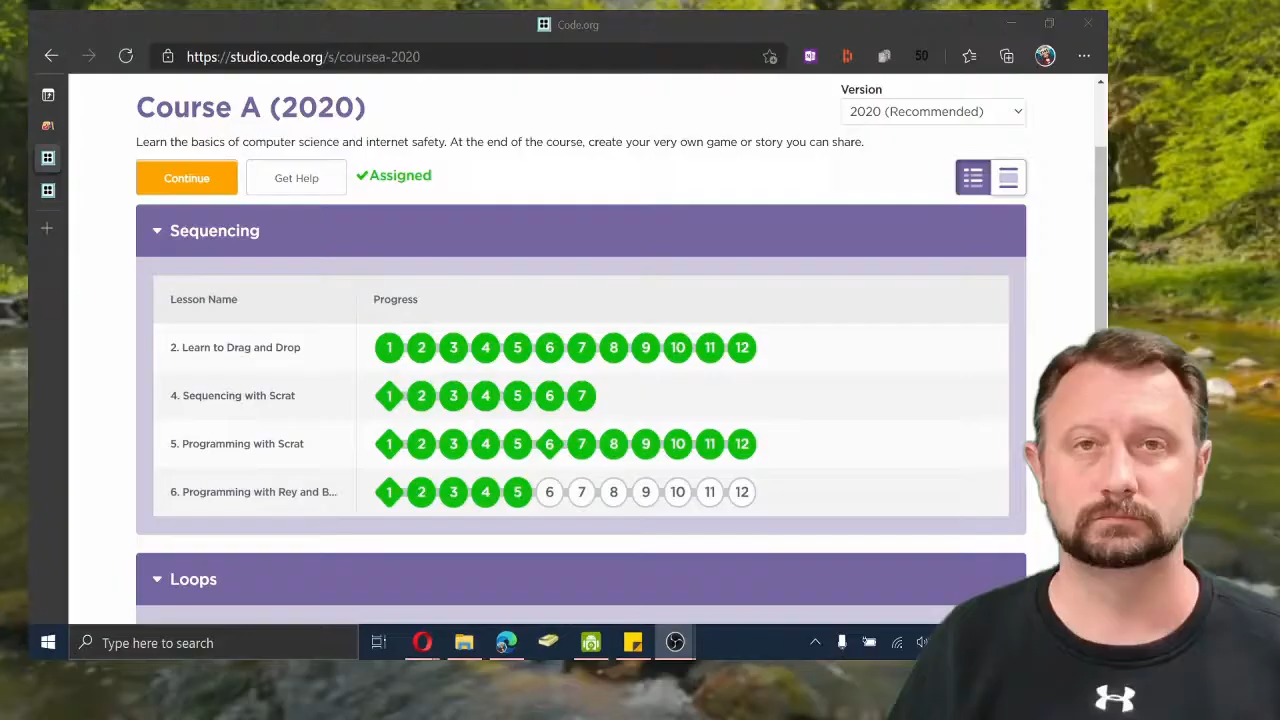 Code.org
https://studio.code.org/s/coursea-2020
50
Course A (2020)
Version
2020 (Recommended)
Learn the basics of computer science and internet safety. At the end of the course, create your very own game or story you can share.
Continue
Get Help
Assigned
Sequencing
Lesson Name
Progress
2. Learn to Drag and Drop
1 2 3 4 5 6 7 8 9 10 11 12
4. Sequencing with Scrat
1 2 3 4 5 6 7
5. Programming with Scrat
1 2 3 4 5 6 7 8 9 10 11 12
6. Programming with Rey and B...
1 2 3 4 5 6 7 8 9 10 11 12
Loops
Type here to search